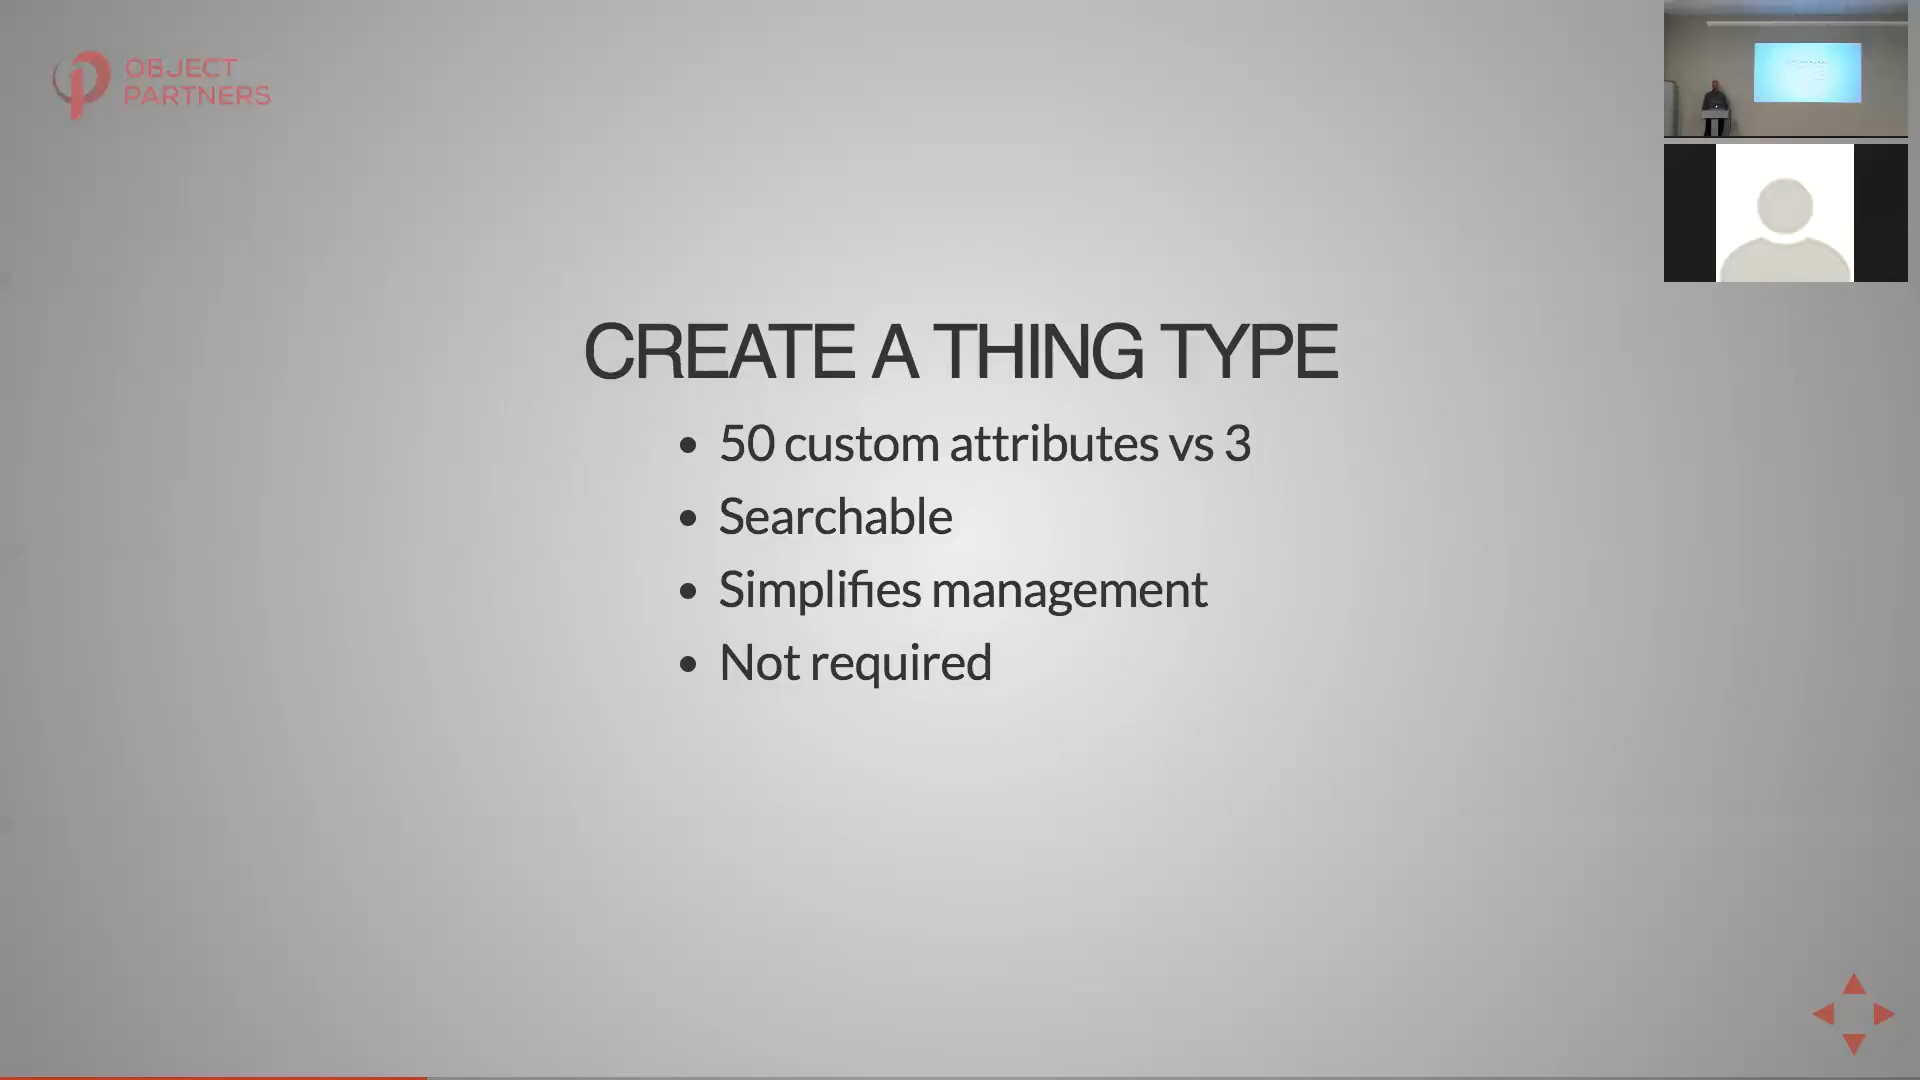 OBJECT
PARTNERS
CREATE A THING TYPE
50 custom attributes vs 3
Searchable
Simplifies management
Not required